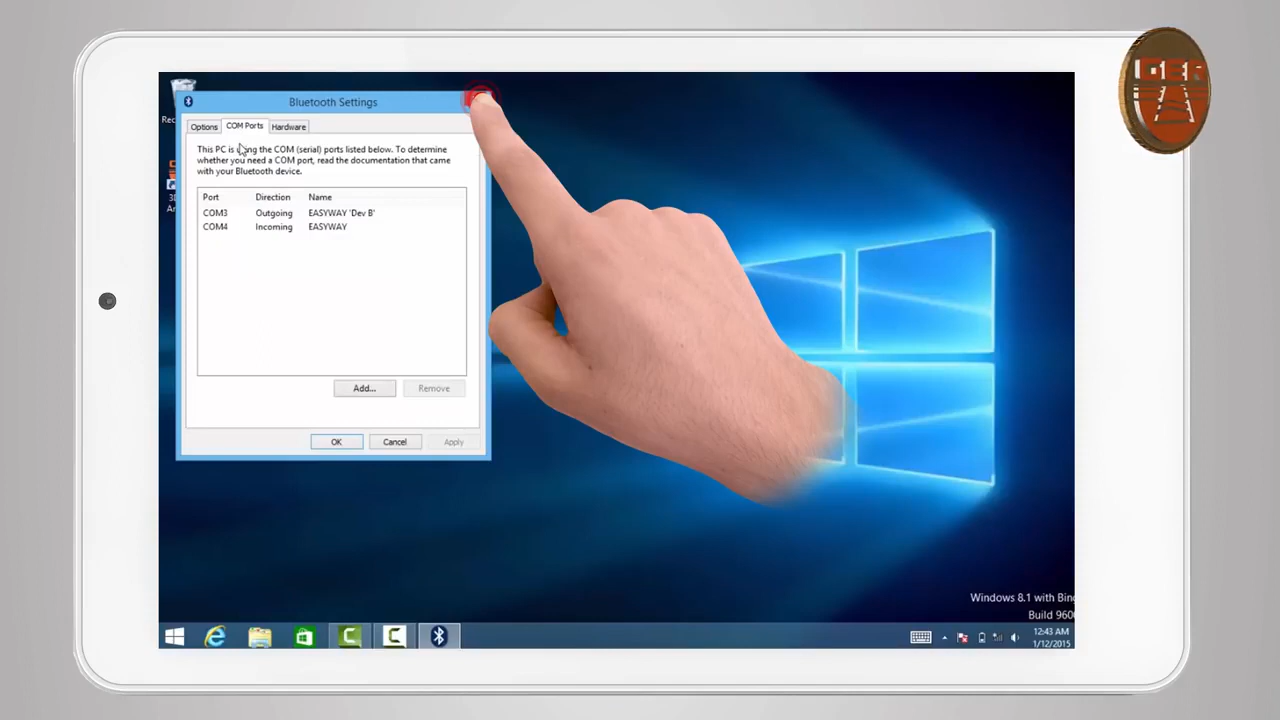 Bluetooth Settings
Options
COM Ports
Hardware
This PC is using the COM (serial) ports listed below. To determine
whether you need a COM port, read the documentation that came
with your Bluetooth device.
Port Direction Name
COM3 Outgoing EASYWAY 'Dev B'
COM4 Incoming EASYWAY
Add...
Remove
OK
Cancel
Apply
Rec
3D
Ar
Windows 8.1 with Bing
Build 9600
12:43 AM
1/12/2015